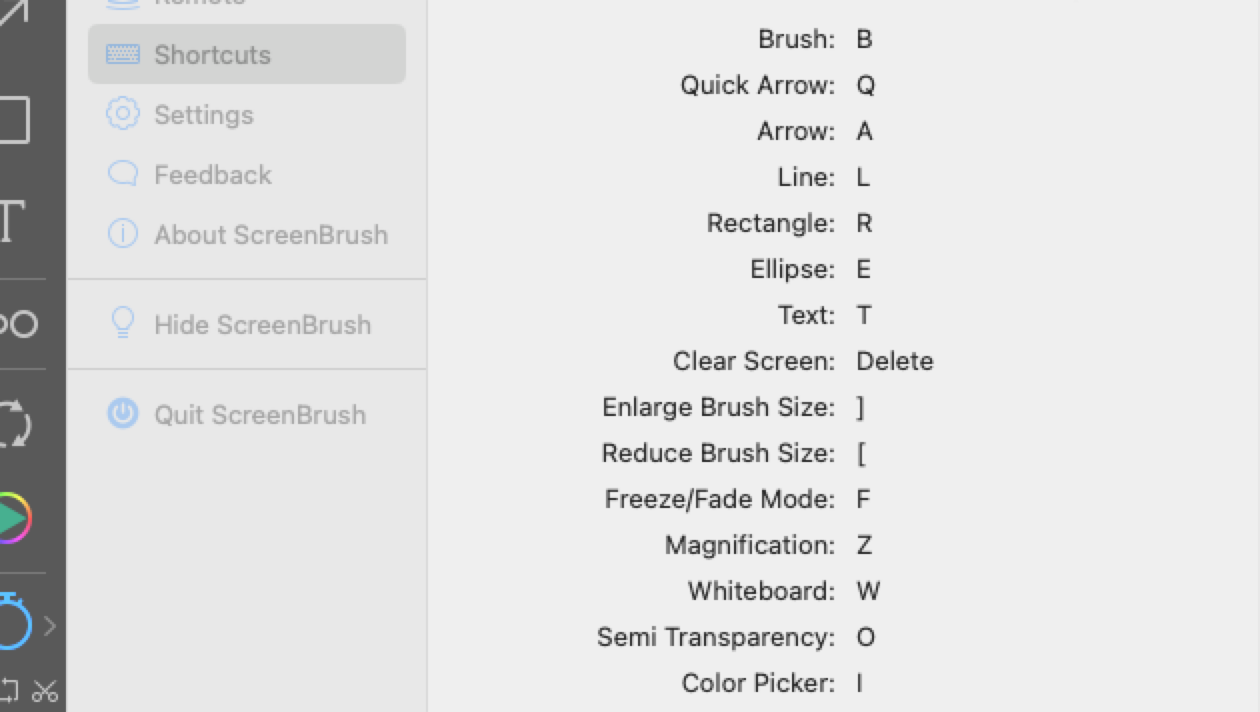 Remote
Shortcuts
Settings
Feedback
About ScreenBrush
Hide ScreenBrush
Quit ScreenBrush
Brush: B
Quick Arrow: Q
Arrow: A
Line: L
Rectangle: R
Ellipse: E
Text: T
Clear Screen: Delete
Enlarge Brush Size: ]
Reduce Brush Size: [
Freeze/Fade Mode: F
Magnification: Z
Whiteboard: W
Semi Transparency: O
Color Picker: I